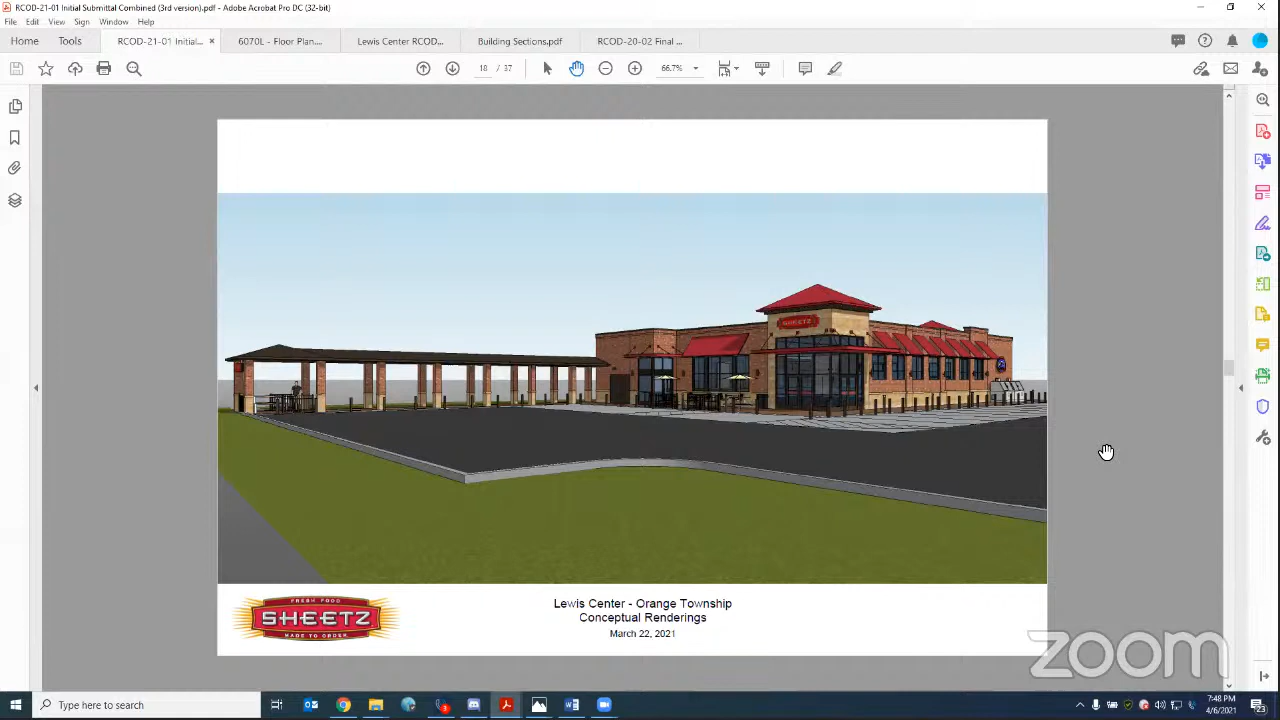 RCOD-21-01 Initial Submittal Combined (3rd version).pdf - Adobe Acrobat Pro DC (32-bit)
File Edit View Sign Window Help
Home Tools RCOD-21-01 Initial... × 6070L - Floor Plan.... Lewis Center RCOD... Building Sections.... RCOD-20-02 Final ...
18 / 37 66.7%
SHEETZ
FRESH FOOD
SHEETZ
MADE TO ORDER
Lewis Center - Orange Township
Conceptual Renderings
March 22, 2021
zoom
Type here to search
7:48 PM
4/6/2021